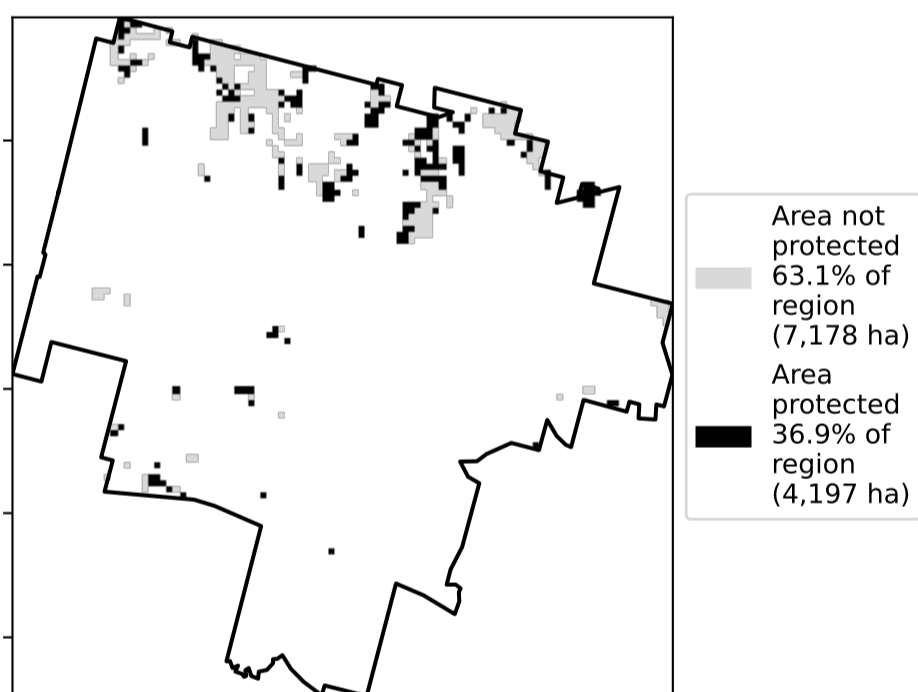 Area not
protected
63.1% of
region
(7,178 ha)
Area
protected
36.9% of
region
(4,197 ha)